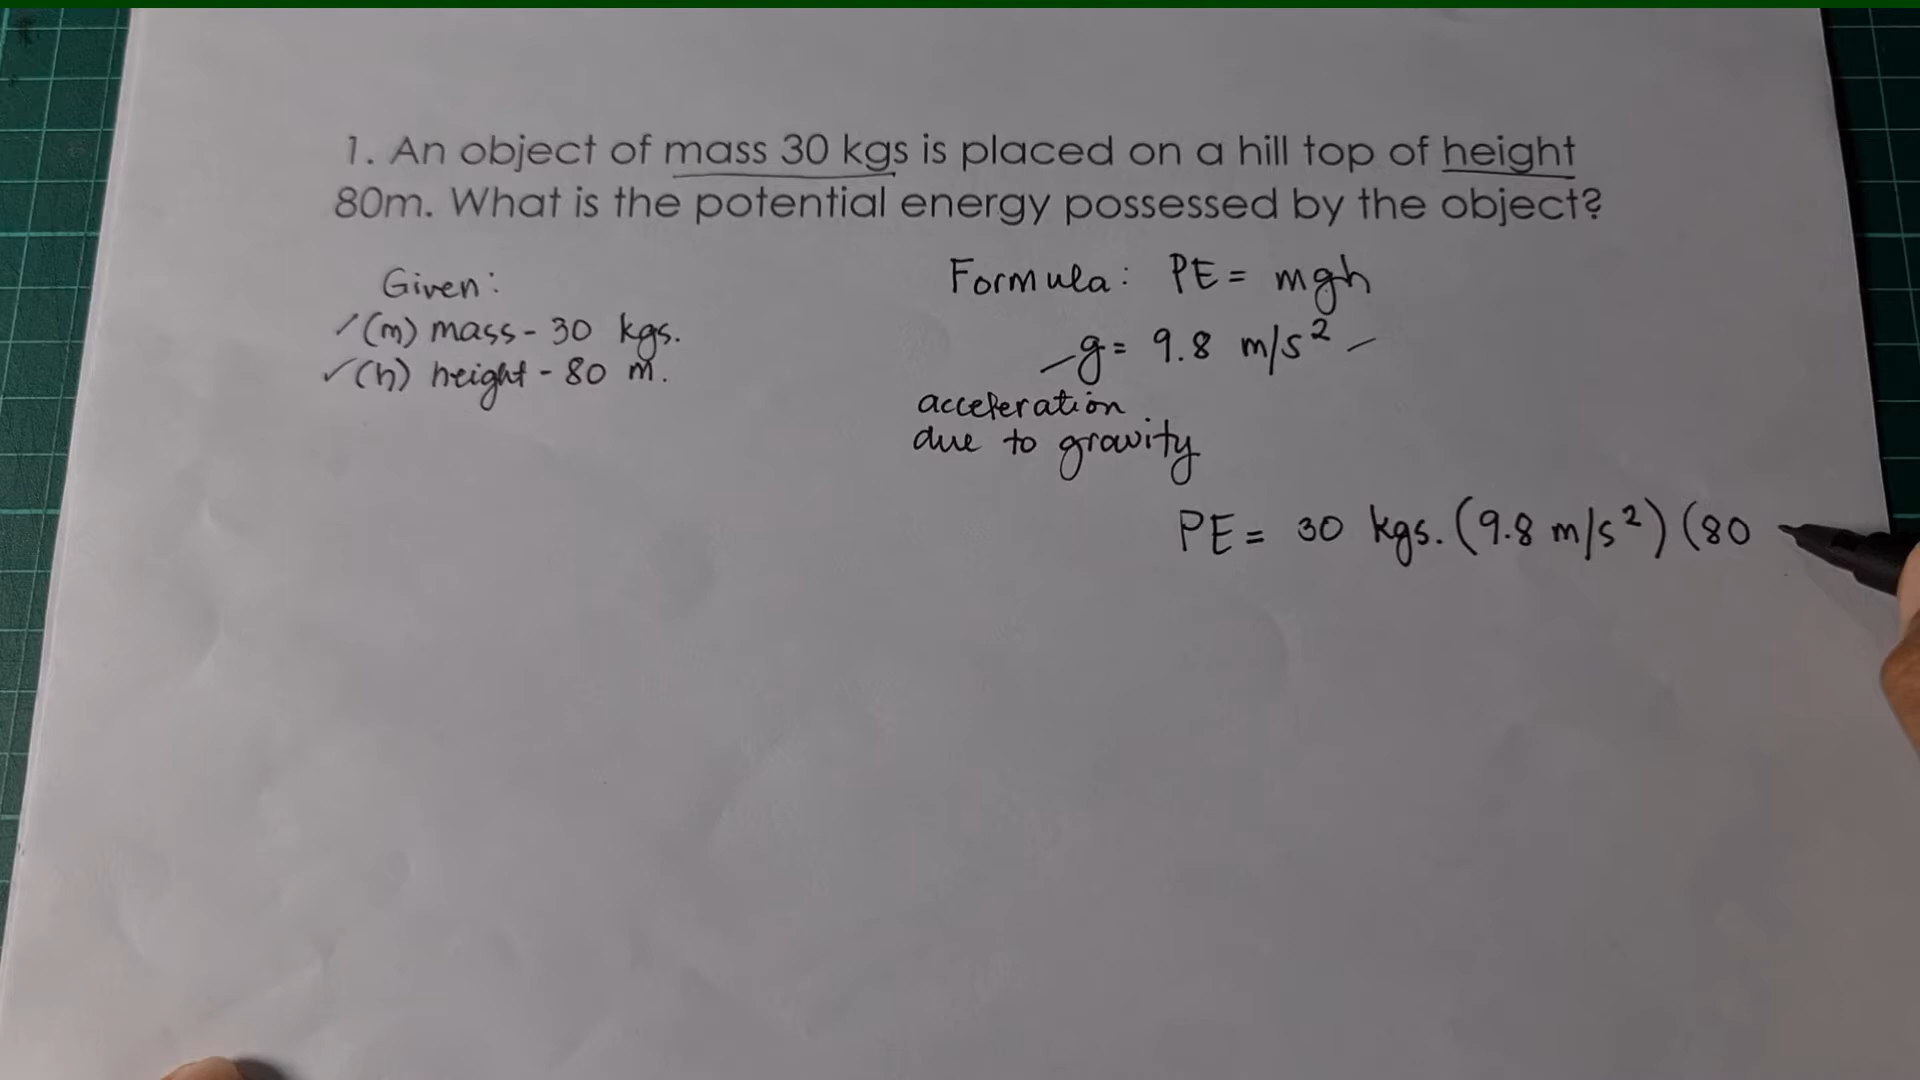 1. An object of mass 30 kgs is placed on a hill top of height
80m. What is the potential energy possessed by the object?
Given:
✓(m) mass - 30 kgs.
✓(h) height - 80 m.
Formula: PE = mgh
g = 9.8 m/s²
acceleration
due to gravity
PE = 30 kgs. (9.8 m/s²) (80